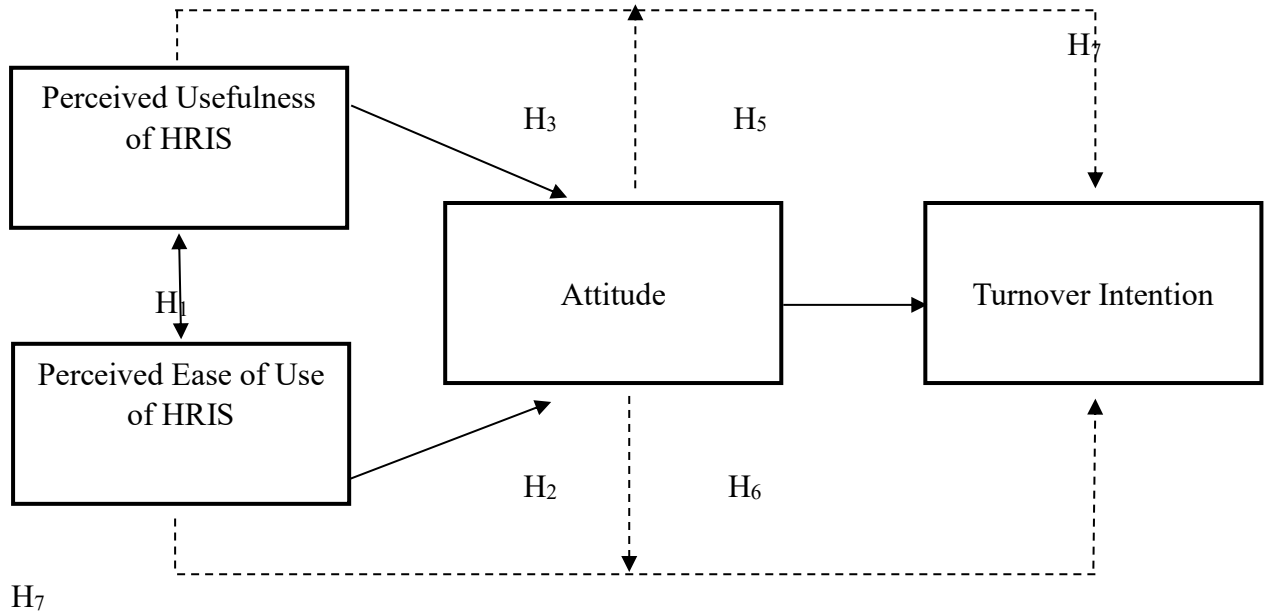 H₇
Perceived Usefulness
of HRIS
H₃
H₅
Attitude
Turnover Intention
H₁
Perceived Ease of Use
of HRIS
H₂
H₆
H₇